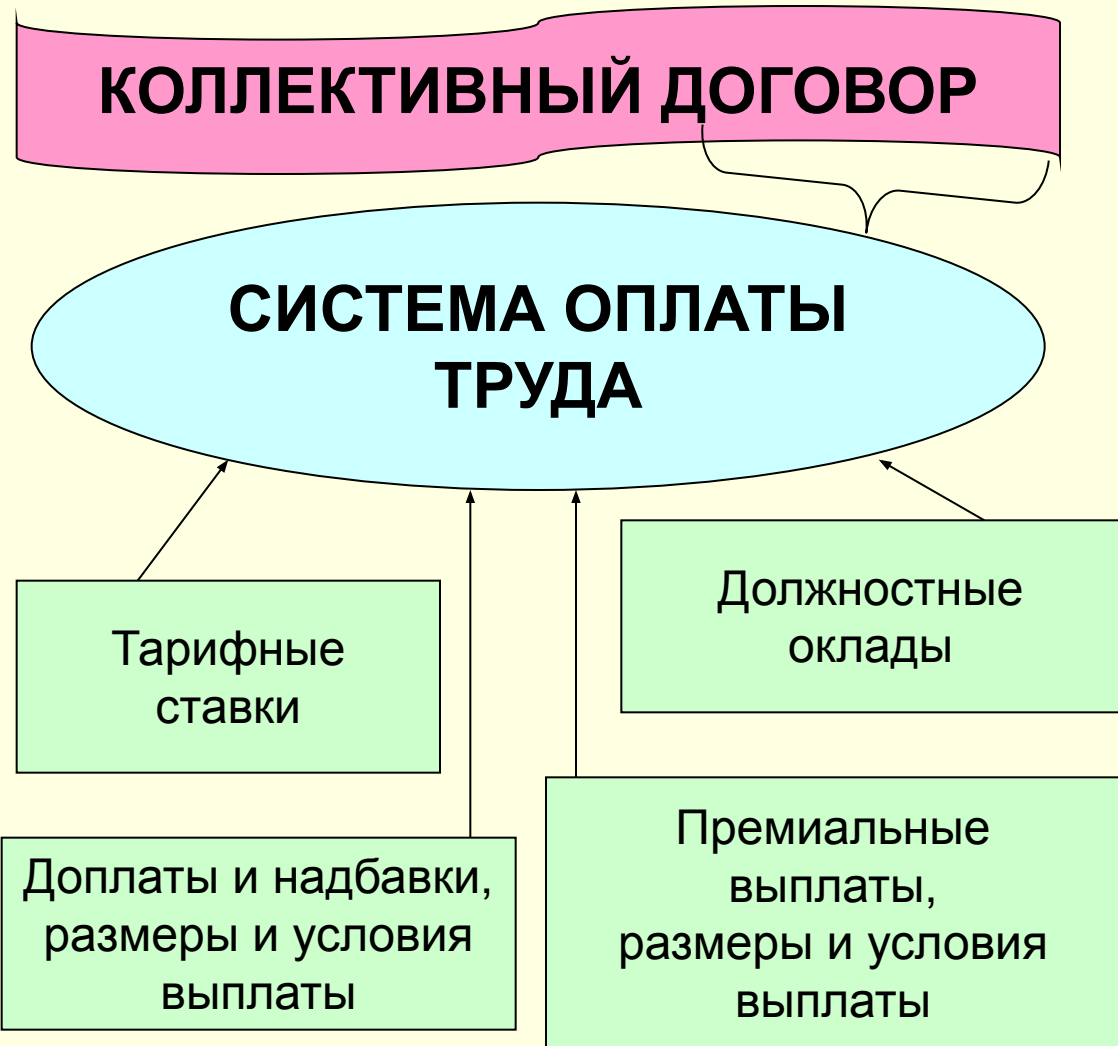 КОЛЛЕКТИВНЫЙ ДОГОВОР
СИСТЕМА ОПЛАТЫ
ТРУДА
Тарифные
ставки
Должностные
оклады
Доплаты и надбавки,
размеры и условия
выплаты
Премиальные
выплаты,
размеры и условия
выплаты